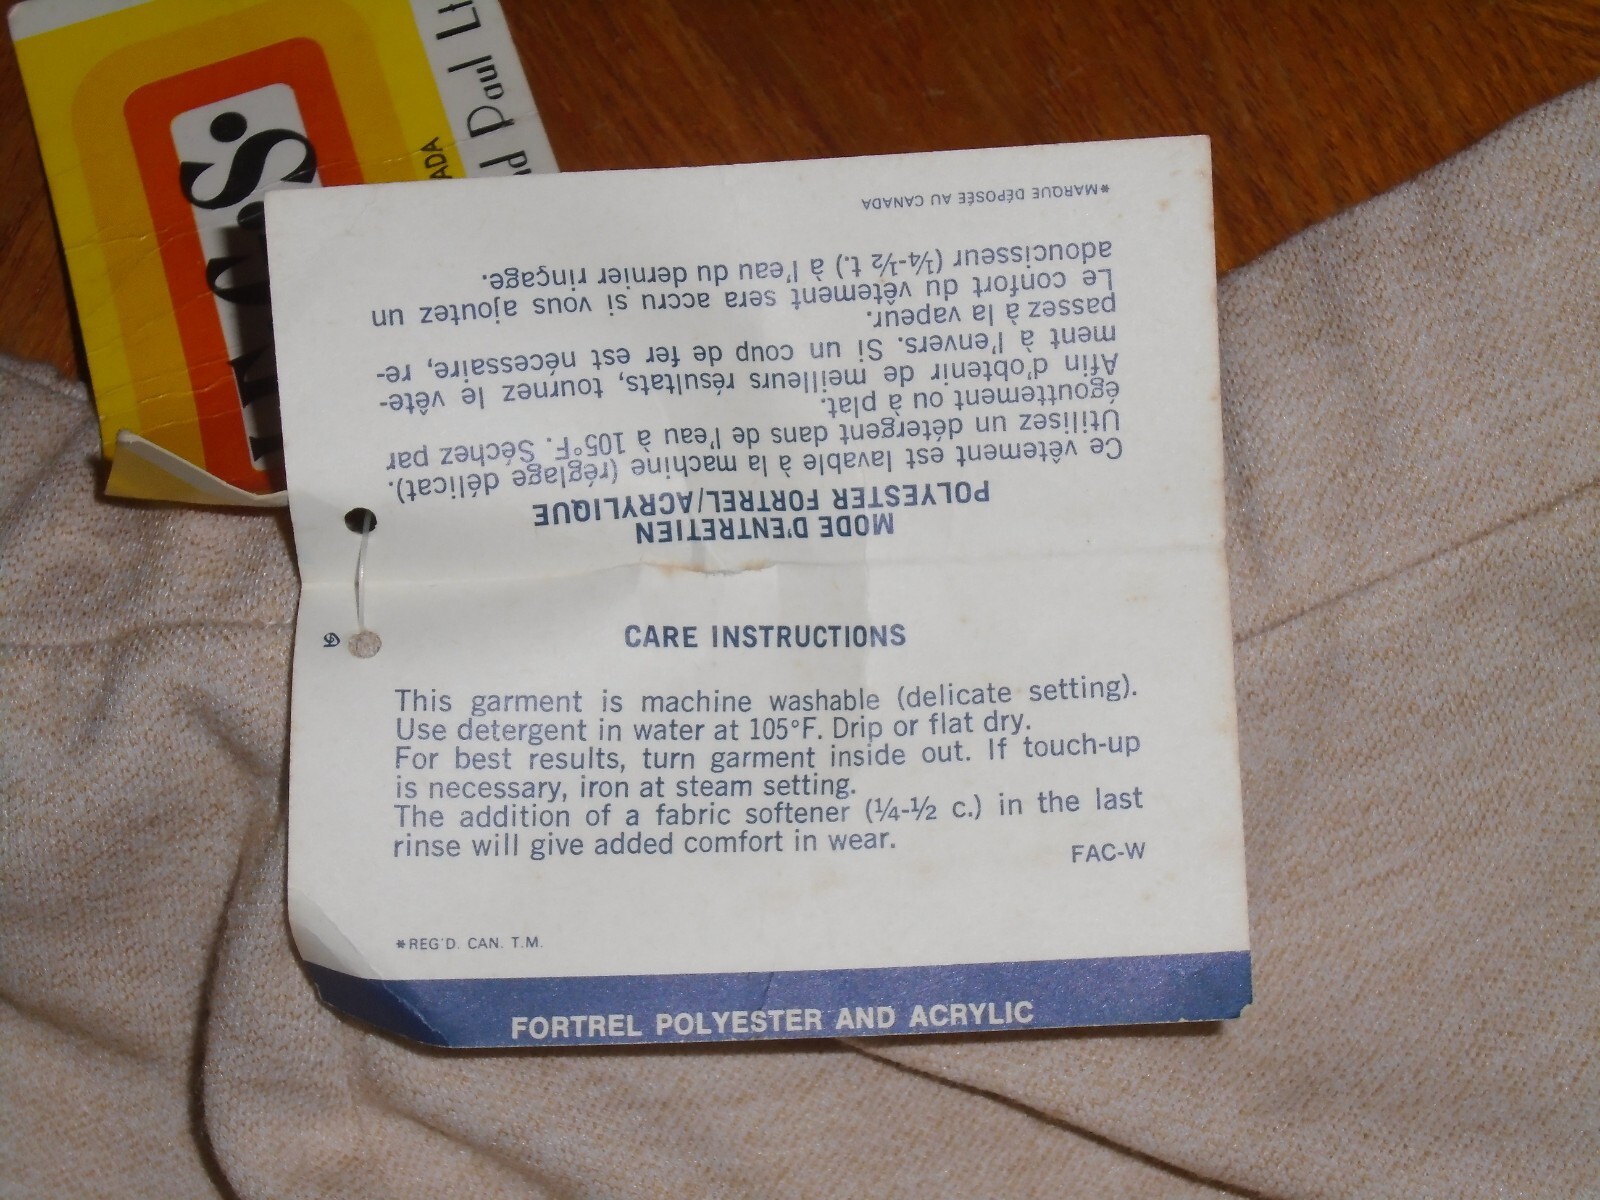 Paul
ADA
*MARQUE DÉPOSÉE AU CANADA
MODE D'ENTRETIEN
POLYESTER FORTREL/ACRYLIQUE
Ce vêtement est lavable à la machine (réglage délicat).
Utilisez un détergent dans de l'eau à 105°F. Séchez par
égouttement ou à plat.
Afin d'obtenir de meilleurs résultats, tournez le vête-
ment à l'envers. Si un coup de fer est nécessaire, re-
passez à la vapeur.
Le confort du vêtement sera accru si vous ajoutez un
adoucisseur (¼-½ t.) à l'eau du dernier rinçage.
CARE INSTRUCTIONS
This garment is machine washable (delicate setting).
Use detergent in water at 105°F. Drip or flat dry.
For best results, turn garment inside out. If touch-up
is necessary, iron at steam setting.
The addition of a fabric softener (¼-½ c.) in the last
rinse will give added comfort in wear.
FAC-W
*REG'D. CAN. T.M.
FORTREL POLYESTER AND ACRYLIC